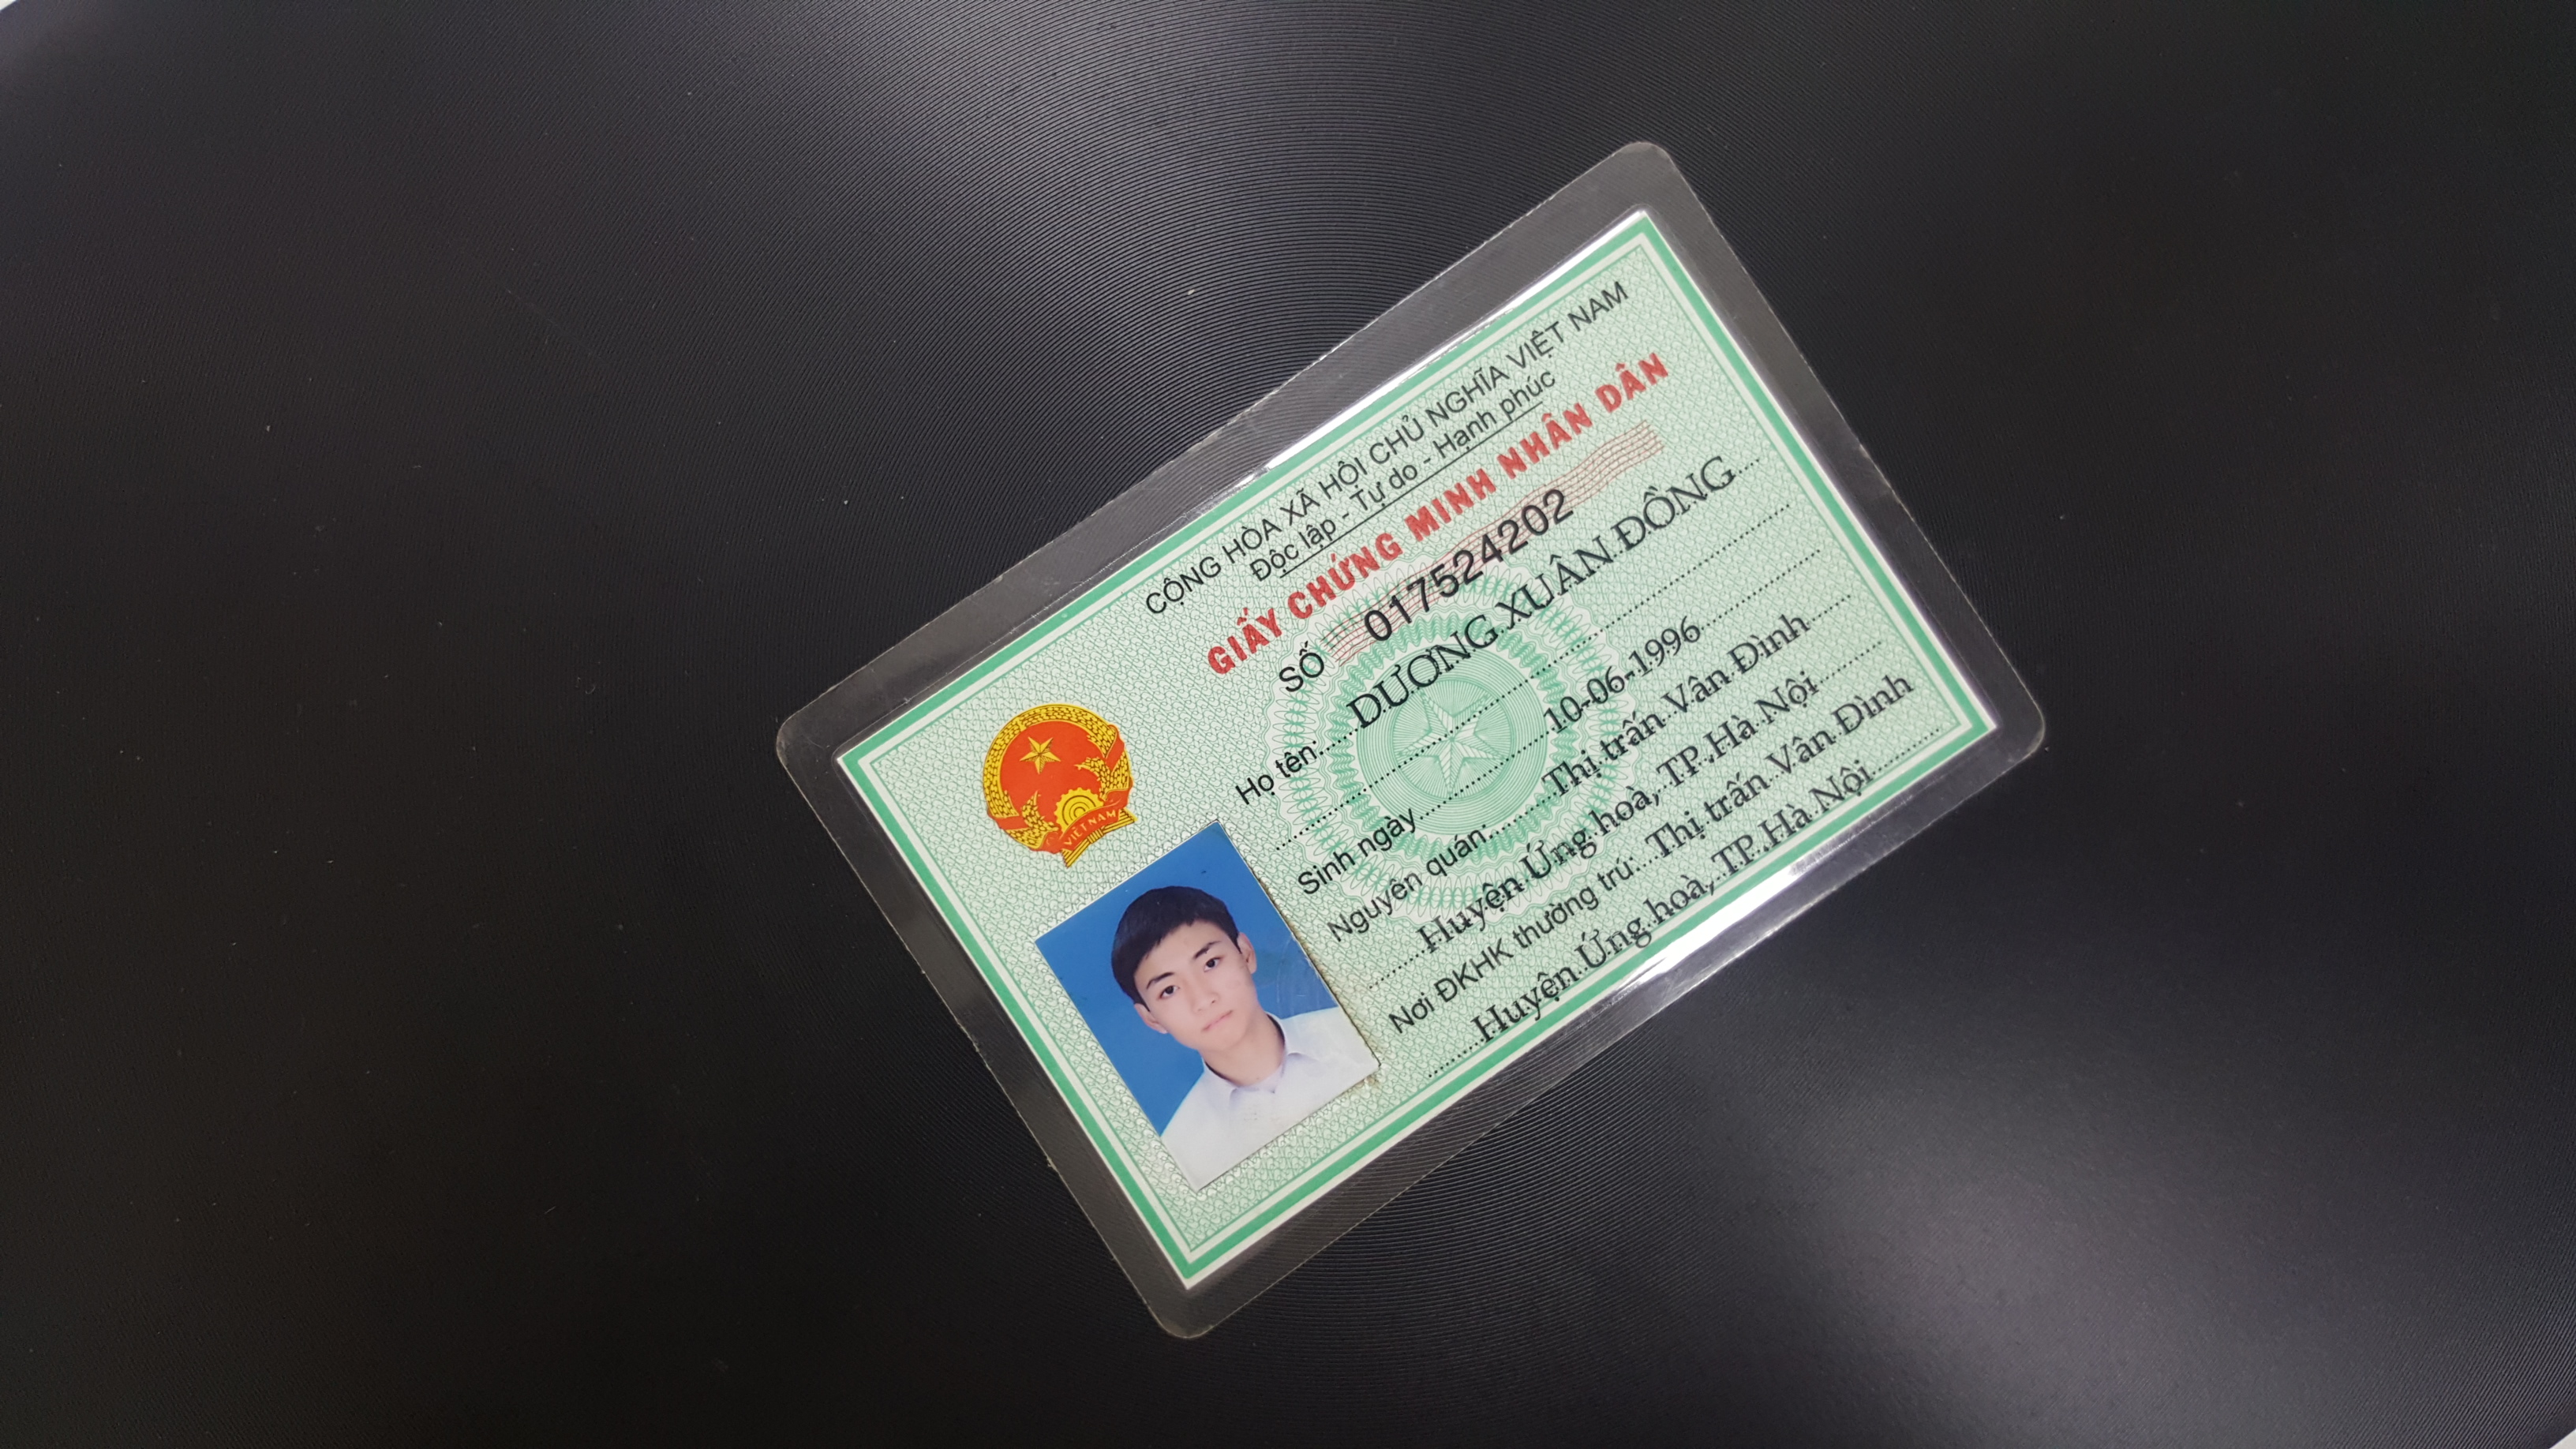 CỘNG HÒA XÃ HỘI CHỦ NGHĨA VIỆT NAM
Độc lập - Tự do - Hạnh phúc
GIẤY CHỨNG MINH NHÂN DÂN
SỐ 017524202
Họ tên: DƯƠNG XUÂN ĐỒNG
Sinh ngày 10-06-1996
Nguyên quán: Thị trấn Vân Đình
Huyện Ứng hoà, TP.Hà Nội
Nơi ĐKHK thường trú: Thị trấn Vân Đình
Huyện Ứng hoà, TP.Hà Nội
VIỆT NAM